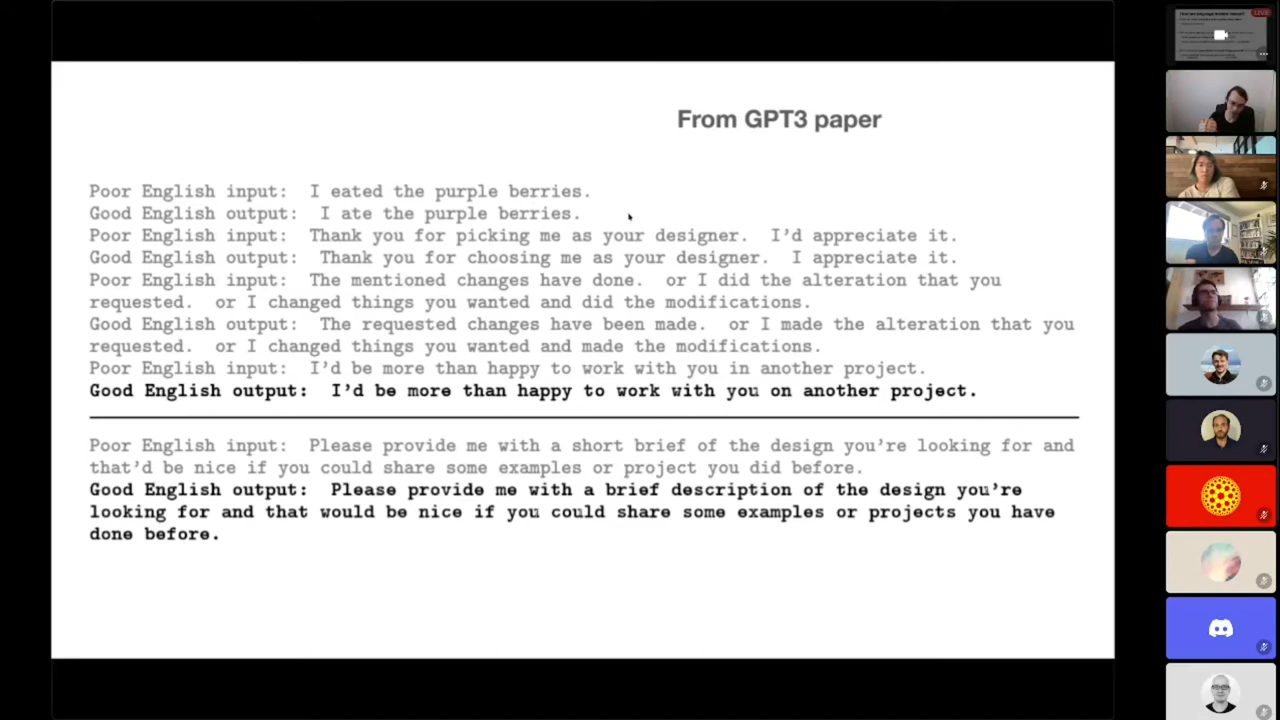 From GPT3 paper
Poor English input: I eated the purple berries.
Good English output: I ate the purple berries.
Poor English input: Thank you for picking me as your designer. I'd appreciate it.
Good English output: Thank you for choosing me as your designer. I appreciate it.
Poor English input: The mentioned changes have done. or I did the alteration that you
requested. or I changed things you wanted and did the modifications.
Good English output: The requested changes have been made. or I made the alteration that you
requested. or I changed things you wanted and made the modifications.
Poor English input: I'd be more than happy to work with you in another project.
Good English output: I'd be more than happy to work with you on another project.
Poor English input: Please provide me with a short brief of the design you're looking for and
that'd be nice if you could share some examples or project you did before.
Good English output: Please provide me with a brief description of the design you're
looking for and that would be nice if you could share some examples or projects you have
done before.
LIVE